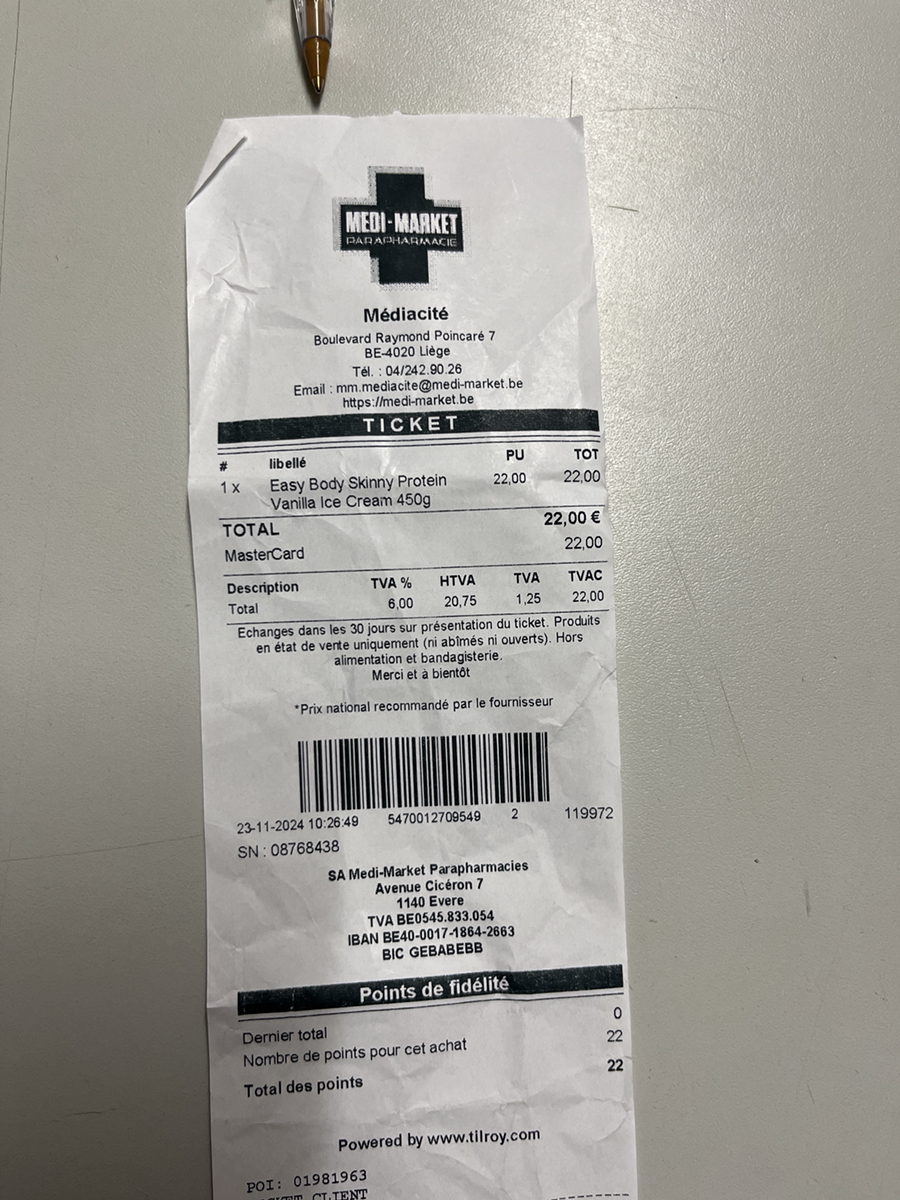 MEDI-MARKET
PARAPHARMACIE
Médiacité
Boulevard Raymond Poincaré 7
BE-4020 Liège
Tél. : 04/242.90.26
Email : mm.mediacite@medi-market.be
https://medi-market.be
TICKET
# libellé PU TOT
1 x Easy Body Skinny Protein 22,00 22,00
Vanilla Ice Cream 450g
TOTAL 22,00 €
MasterCard 22,00
Description TVA % HTVA TVA TVAC
Total 6,00 20,75 1,25 22,00
Echanges dans les 30 jours sur présentation du ticket. Produits
en état de vente uniquement (ni abîmés ni ouverts). Hors
alimentation et bandagisterie.
Merci et à bientôt
*Prix national recommandé par le fournisseur
23-11-2024 10:26:49 5470012709549 2 119972
SN : 08768438
SA Medi-Market Parapharmacies
Avenue Cicéron 7
1140 Evere
TVA BE0545.833.054
IBAN BE40-0017-1864-2663
BIC GEBABEBB
Points de fidélité
Dernier total 0
Nombre de points pour cet achat 22
Total des points 22
Powered by www.tilroy.com
POI: 01981963
CLIENT